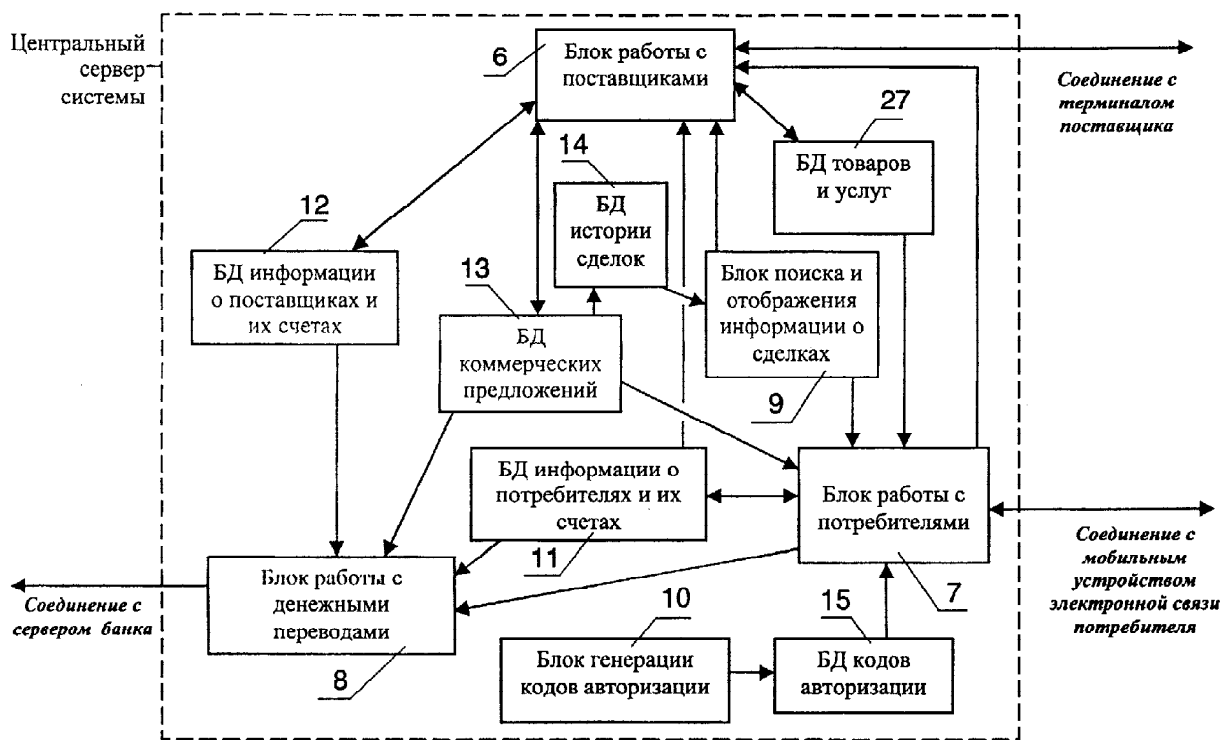 Центральный
сервер
системы
6
Блок работы с
поставщиками
Соединение с
терминалом
поставщика
27
БД товаров
и услуг
14
БД
истории
сделок
12
БД информации
о поставщиках и
их счетах
13
БД
коммерческих
предложений
Блок поиска и
отображения
информации о
сделках
9
БД информации о
потребителях и их
счетах
11
Блок работы с
потребителями
7
Соединение с
мобильным
устройством
электронной связи
потребителя
Блок работы с
денежными
переводами
8
Соединение с
сервером банка
10
Блок генерации
кодов авторизации
15
БД кодов
авторизации